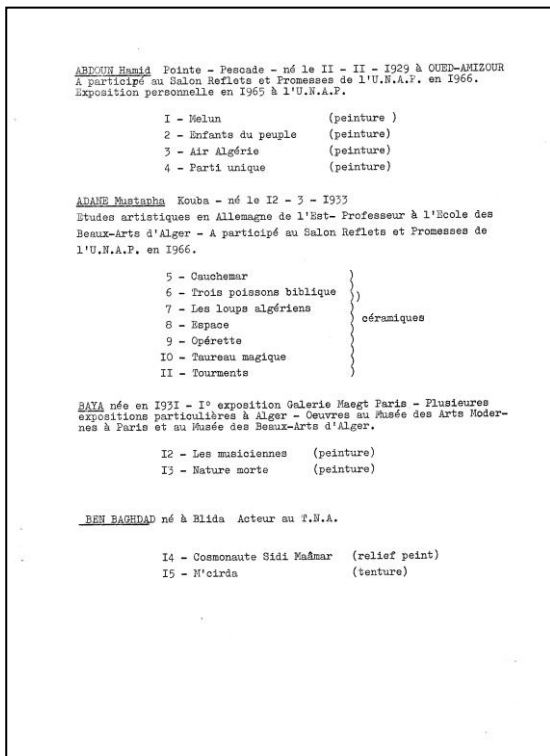 ABDOUN Hamid Pointe - Pescade - né le II - II - I929 à OUED-AMIZOUR
A participé au Salon Reflets et Promesses de l'U.N.A.P. en I966.
Exposition personnelle en I965 à l'U.N.A.P.
I - Melun (peinture )
2 - Enfants du peuple (peinture)
3 - Air Algérie (peinture)
4 - Parti unique (peinture)
ADANE Mustapha Kouba - né le I2 - 3 - I933
Etudes artistiques en Allemagne de l'Est- Professeur à l'Ecole des
Beaux-Arts d'Alger - A participé au Salon Reflets et Promesses de
l'U.N.A.P. en I966.
5 - Cauchemar )
6 - Trois poissons biblique ))
7 - Les loups algériens )
8 - Espace ) céramiques
9 - Opérette )
I0 - Taureau magique )
II - Tourments )
BAYA née en I93I - I° exposition Galerie Maegt Paris - Plusieures
expositions particulières à Alger - Oeuvres au Musée des Arts Moder-
nes à Paris et au Musée des Beaux-Arts d'Alger.
I2 - Les musiciennes (peinture)
I3 - Nature morte (peinture)
BEN BAGHDAD né à Blida Acteur au T.N.A.
I4 - Cosmonaute Sidi Maâmar (relief peint)
I5 - M'cirda (tenture)